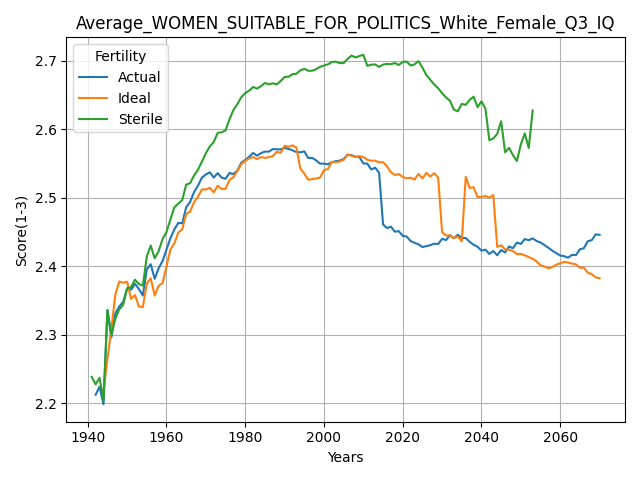 Average_WOMEN_SUITABLE_FOR_POLITICS_White_Female_Q3_IQ
Fertility
Actual
Ideal
Sterile
Score(1-3)
2.7
2.6
2.5
2.4
2.3
2.2
1940 1960 1980 2000 2020 2040 2060
Years